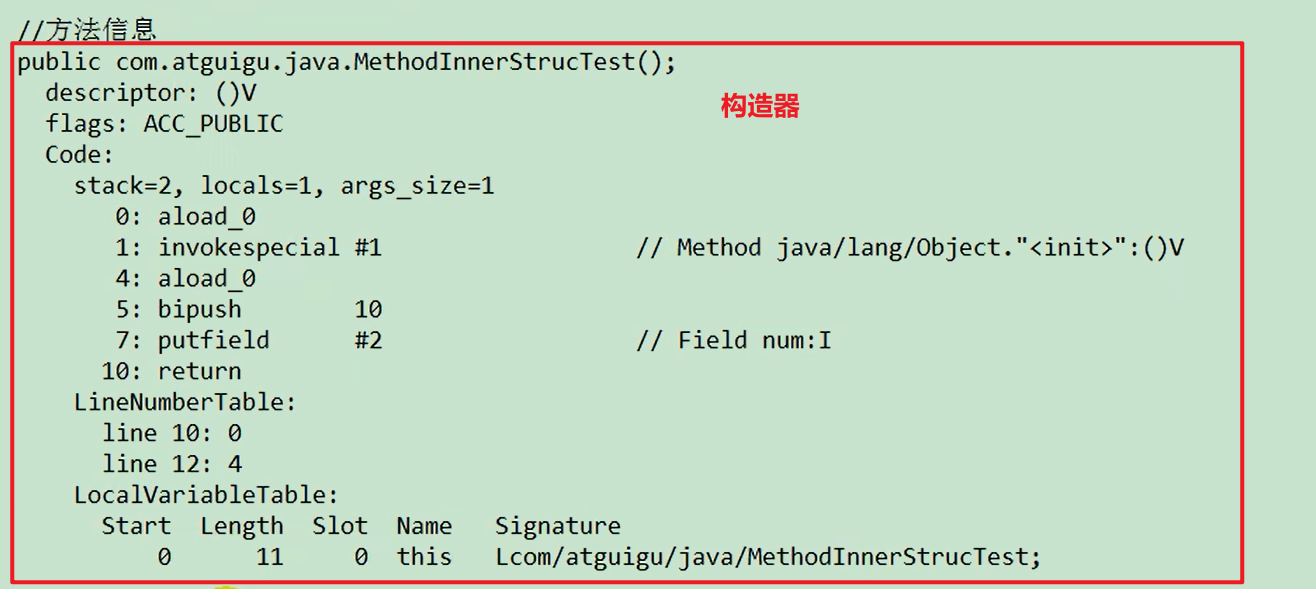 //方法信息
public com.atguigu.java.MethodInnerStrucTest();
构造器
  descriptor: ()V
  flags: ACC_PUBLIC
  Code:
    stack=2, locals=1, args_size=1
       0: aload_0
       1: invokespecial #1                  // Method java/lang/Object."<init>":()V
       4: aload_0
       5: bipush        10
       7: putfield      #2                  // Field num:I
      10: return
    LineNumberTable:
      line 10: 0
      line 12: 4
    LocalVariableTable:
      Start  Length  Slot  Name   Signature
          0      11     0  this   Lcom/atguigu/java/MethodInnerStrucTest;